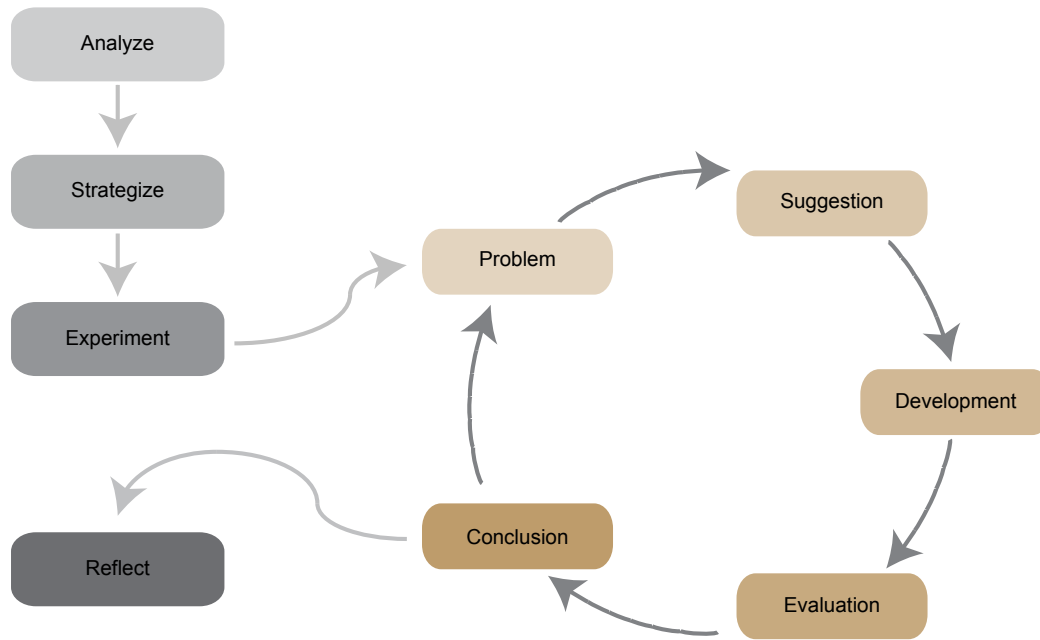 Analyze
Strategize
Experiment
Reflect
Problem
Suggestion
Development
Evaluation
Conclusion